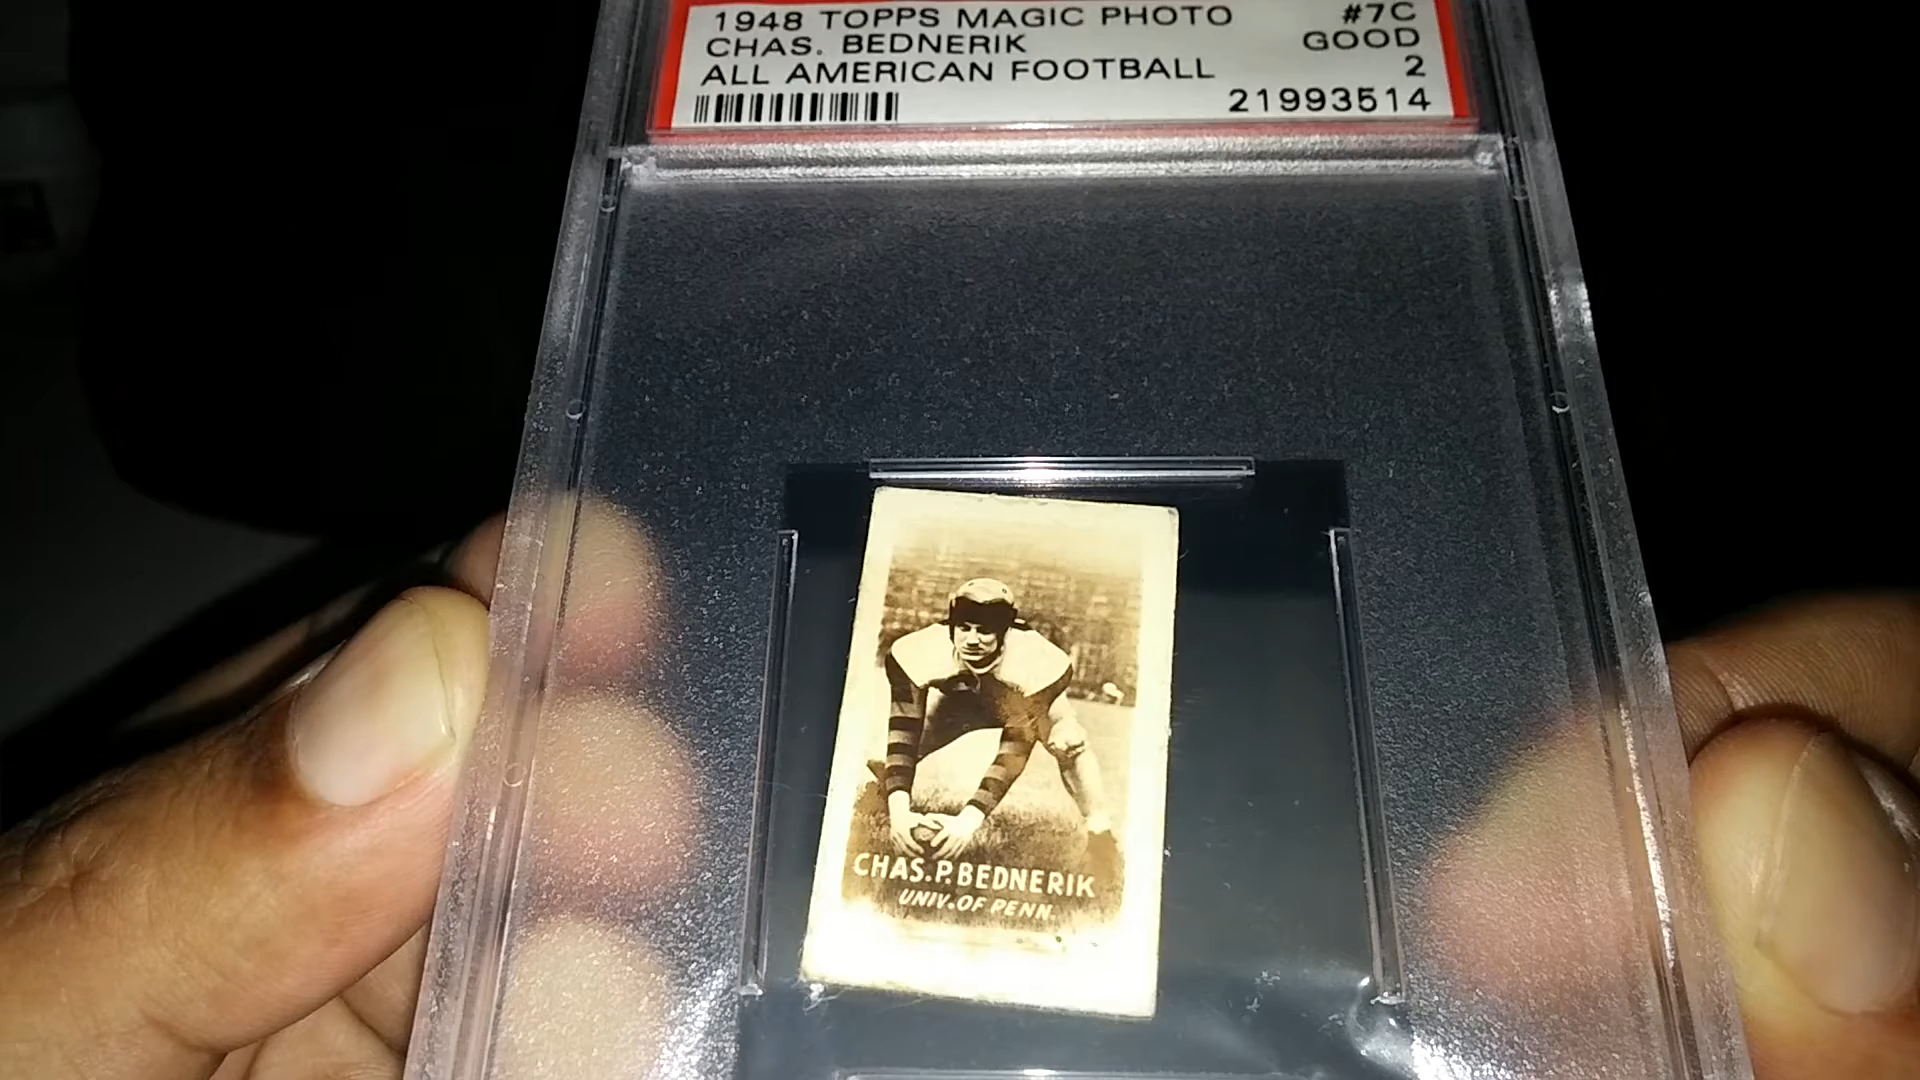 1948 TOPPS MAGIC PHOTO #7C
CHAS. BEDNERIK GOOD
ALL AMERICAN FOOTBALL 2
21993514
CHAS.P.BEDNERIK
UNIV.OF PENN.